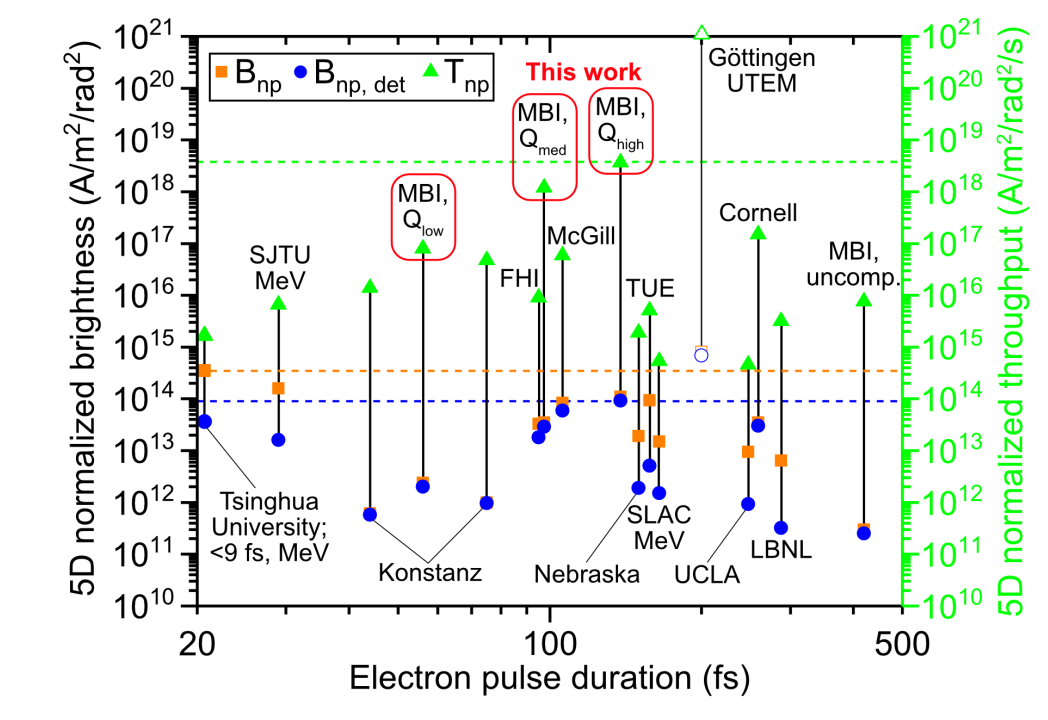 5D normalized brightness (A/m²/rad²)
10²¹
10²⁰
10¹⁹
10¹⁸
10¹⁷
10¹⁶
10¹⁵
10¹⁴
10¹³
10¹²
10¹¹
10¹⁰
B_np B_np, det T_np
This work
MBI,
Q_med
MBI,
Q_high
Göttingen
UTEM
MBI,
Q_low
SJTU
MeV
FHI
McGill
TUE
Cornell
MBI,
uncomp.
Tsinghua
University;
<9 fs, MeV
Konstanz
Nebraska
SLAC
MeV
UCLA
LBNL
10²¹
10²⁰
10¹⁹
10¹⁸
10¹⁷
10¹⁶
10¹⁵
10¹⁴
10¹³
10¹²
10¹¹
10¹⁰
5D normalized throughput (A/m²/rad²/s)
20 100 500
Electron pulse duration (fs)